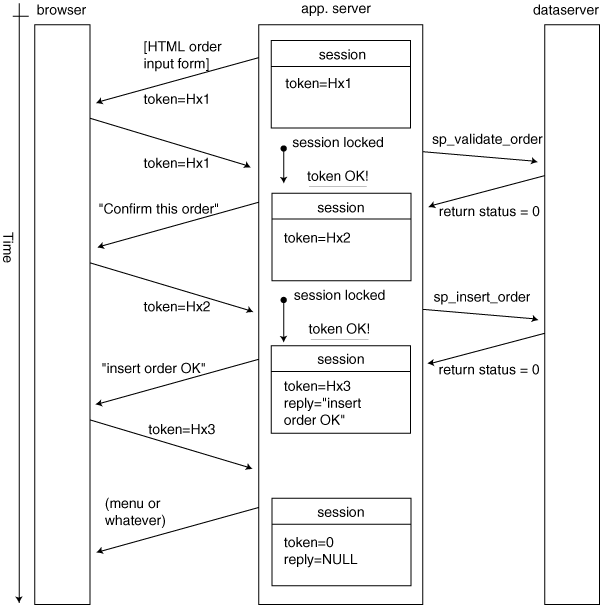 browser
app. server
dataserver
[HTML order
input form]
token=Hx1
session
token=Hx1
token=Hx1
session locked
token OK!
sp_validate_order
return status = 0
"Confirm this order"
session
token=Hx2
Time
token=Hx2
session locked
token OK!
sp_insert_order
return status = 0
"insert order OK"
session
token=Hx3
reply="insert
order OK"
token=Hx3
(menu or
whatever)
session
token=0
reply=NULL